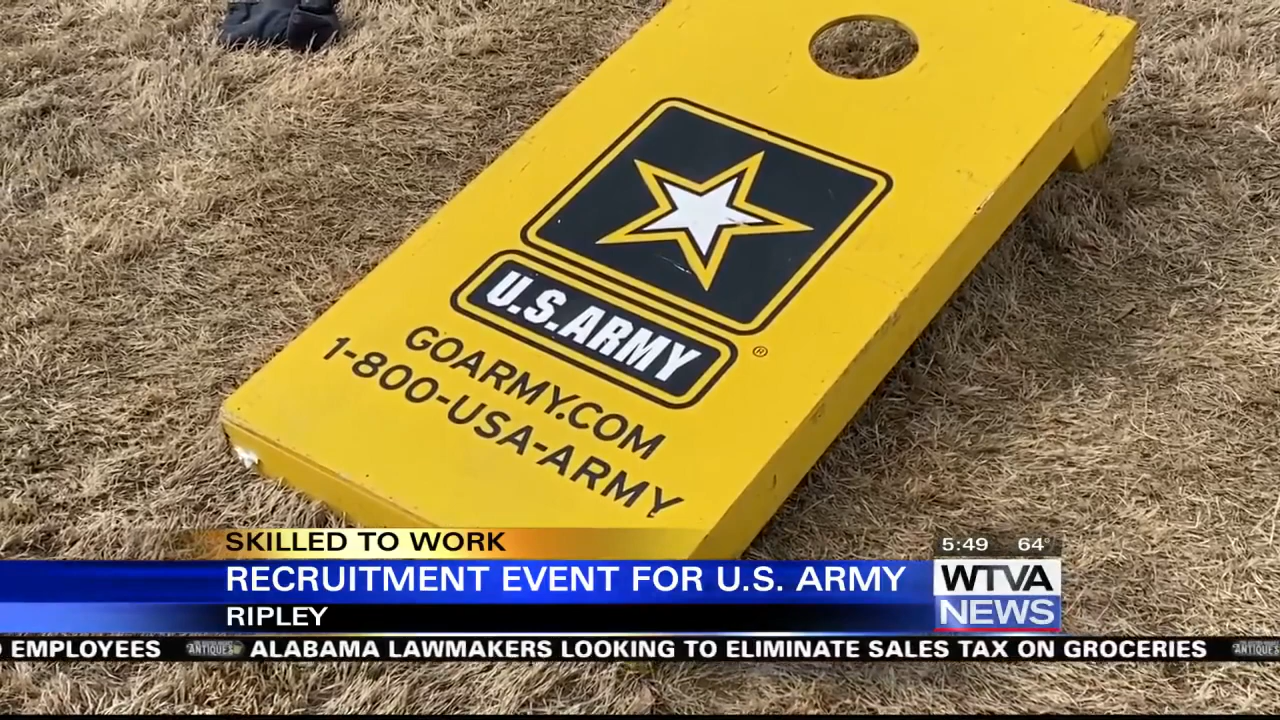 U.S.ARMY
®
GOARMY.COM
1-800-USA-ARMY
SKILLED TO WORK
RECRUITMENT EVENT FOR U.S. ARMY
RIPLEY
5:49 64°
WTVA
NEWS
EMPLOYEES ANTIQUES ALABAMA LAWMAKERS LOOKING TO ELIMINATE SALES TAX ON GROCERIES ANTIQUES